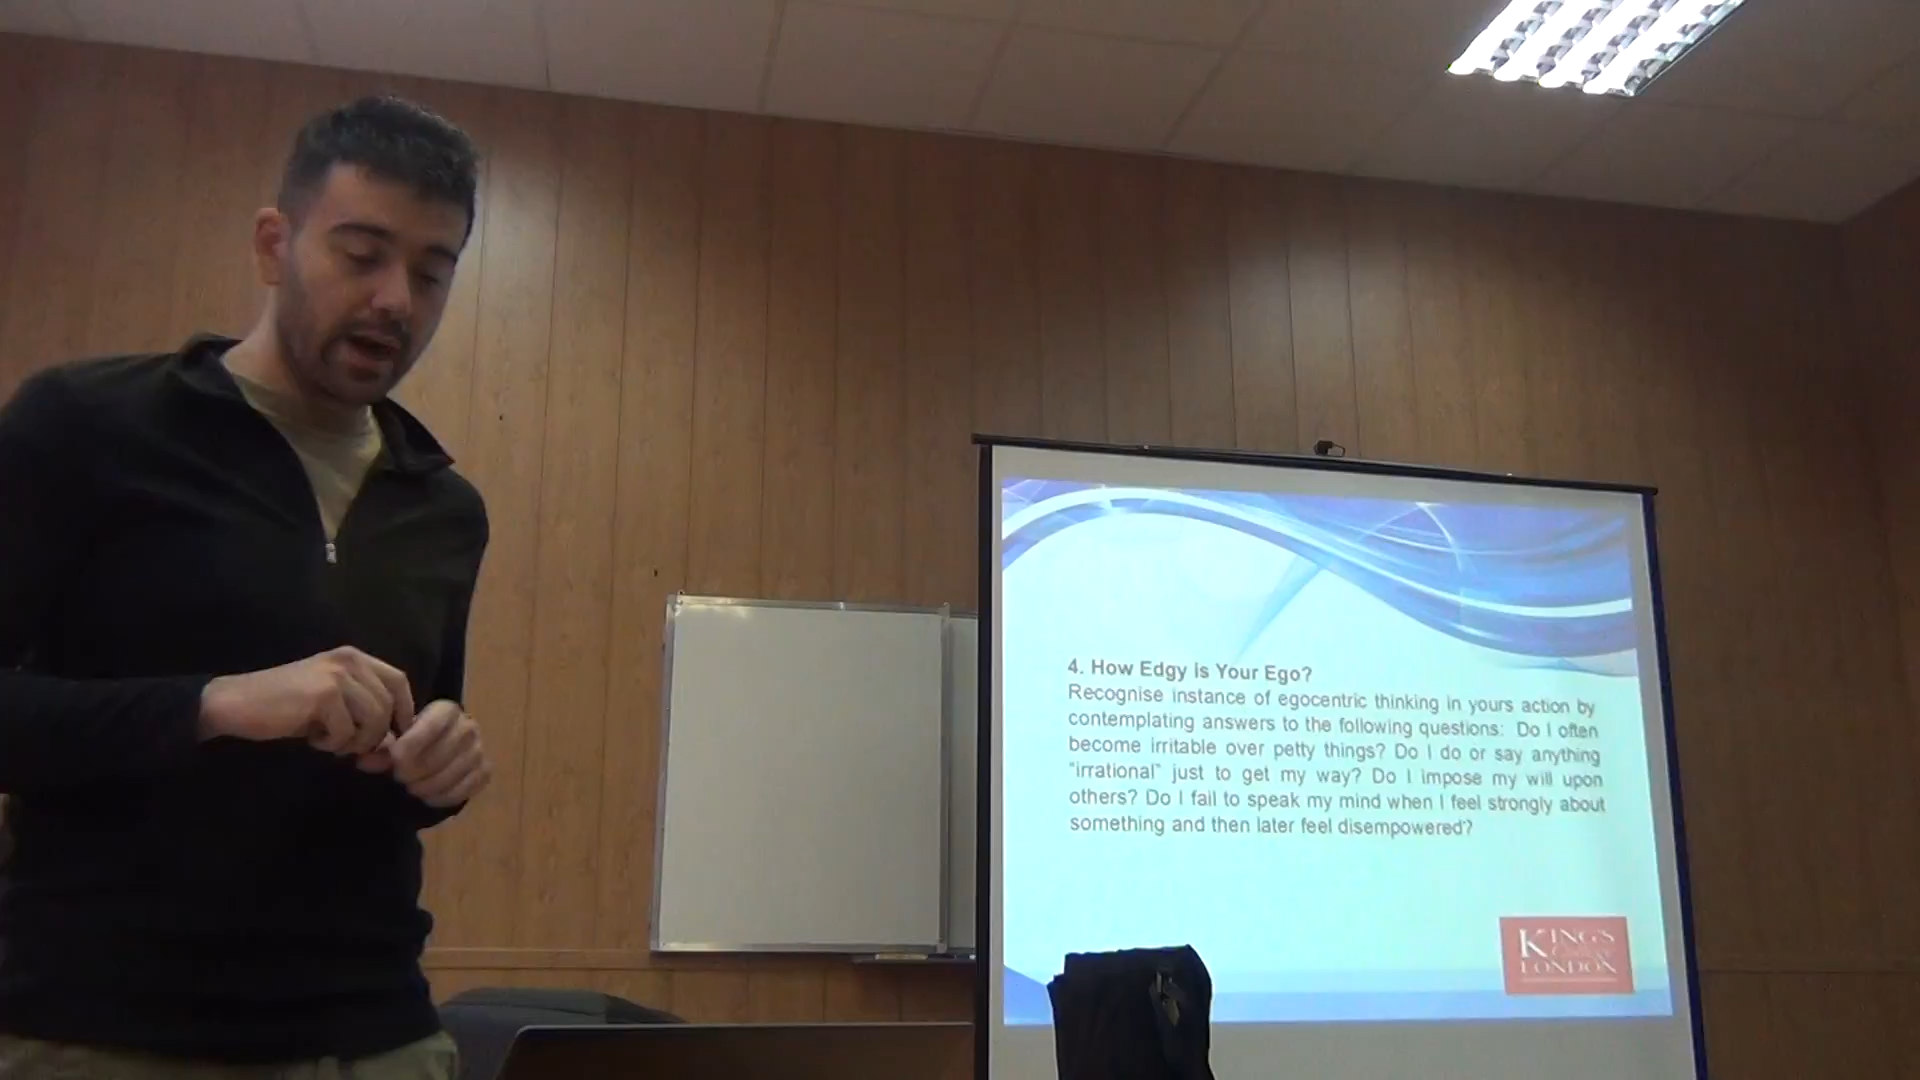 4. How Edgy is Your Ego?
Recognise instance of egocentric thinking in yours action by
contemplating answers to the following questions: Do I often
become irritable over petty things? Do I do or say anything
"irrational" just to get my way? Do I impose my will upon
others? Do I fail to speak my mind when I feel strongly about
something and then later feel disempowered'?
KING'S
College
LONDON